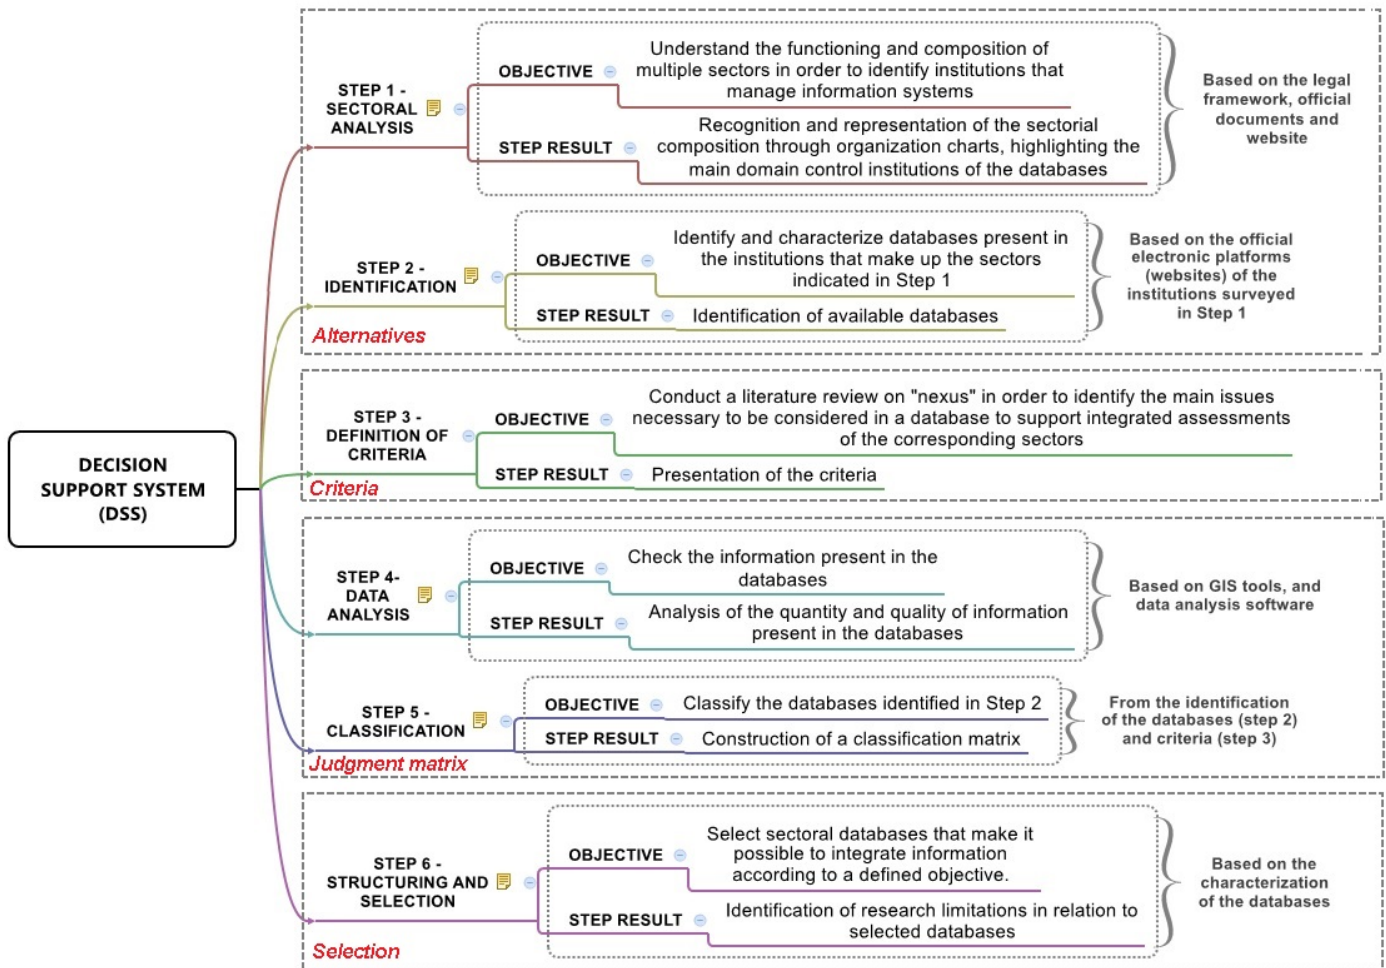 DECISION
SUPPORT SYSTEM
(DSS)
STEP 1 -
SECTORAL
ANALYSIS
OBJECTIVE
Understand the functioning and composition of
multiple sectors in order to identify institutions that
manage information systems
STEP RESULT
Recognition and representation of the sectorial
composition through organization charts, highlighting the
main domain control institutions of the databases
Based on the legal
framework, official
documents and
website
STEP 2 -
IDENTIFICATION
OBJECTIVE
Identify and characterize databases present in
the institutions that make up the sectors
indicated in Step 1
STEP RESULT
Identification of available databases
Based on the official
electronic platforms
(websites) of the
institutions surveyed
in Step 1
Alternatives
STEP 3 -
DEFINITION OF
CRITERIA
OBJECTIVE
Conduct a literature review on "nexus" in order to identify the main issues
necessary to be considered in a database to support integrated assessments
of the corresponding sectors
STEP RESULT
Presentation of the criteria
Criteria
STEP 4-
DATA
ANALYSIS
OBJECTIVE
Check the information present in the
databases
STEP RESULT
Analysis of the quantity and quality of information
present in the databases
Based on GIS tools, and
data analysis software
STEP 5 -
CLASSIFICATION
OBJECTIVE
Classify the databases identified in Step 2
STEP RESULT
Construction of a classification matrix
From the identification
of the databases (step 2)
and criteria (step 3)
Judgment matrix
STEP 6 -
STRUCTURING AND
SELECTION
OBJECTIVE
Select sectoral databases that make it
possible to integrate information
according to a defined objective.
STEP RESULT
Identification of research limitations in relation to
selected databases
Based on the
characterization
of the databases
Selection